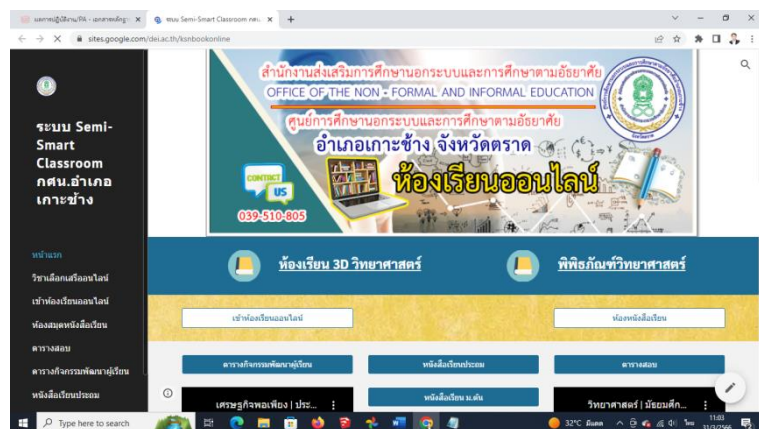 บันทึกปฏิบัติงาน/PA - เอกสารหลักฐ
ระบบ Semi-Smart Classroom กศน.
sites.google.com/dei.ac.th/ksnbookonline
สำนักงานส่งเสริมการศึกษานอกระบบและการศึกษาตามอัธยาศัย
OFFICE OF THE NON - FORMAL AND INFORMAL EDUCATION
ศูนย์การศึกษานอกระบบและการศึกษาตามอัธยาศัย
อำเภอเกาะช้าง จังหวัดตราด
ห้องเรียนออนไลน์
CONTACT
US
039-510-805
ระบบ Semi-
Smart
Classroom
กศน.อำเภอ
เกาะช้าง
หน้าแรก
วิชาเลือกเสรีออนไลน์
เข้าห้องเรียนออนไลน์
ห้องสมุดหนังสือเรียน
ตารางสอบ
ตารางกิจกรรมพัฒนาผู้เรียน
หนังสือเรียนประถม
ห้องเรียน 3D วิทยาศาสตร์
พิพิธภัณฑ์วิทยาศาสตร์
เข้าห้องเรียนออนไลน์
ห้องหนังสือเรียน
ตารางกิจกรรมพัฒนาผู้เรียน
หนังสือเรียนประถม
ตารางสอบ
หนังสือเรียน ม.ต้น
เศรษฐกิจพอเพียง | ประ...
วิทยาศาสตร์ | มัธยมศึก...
Type here to search
32°C มีแดด
ไทย
11:03
31/3/2566